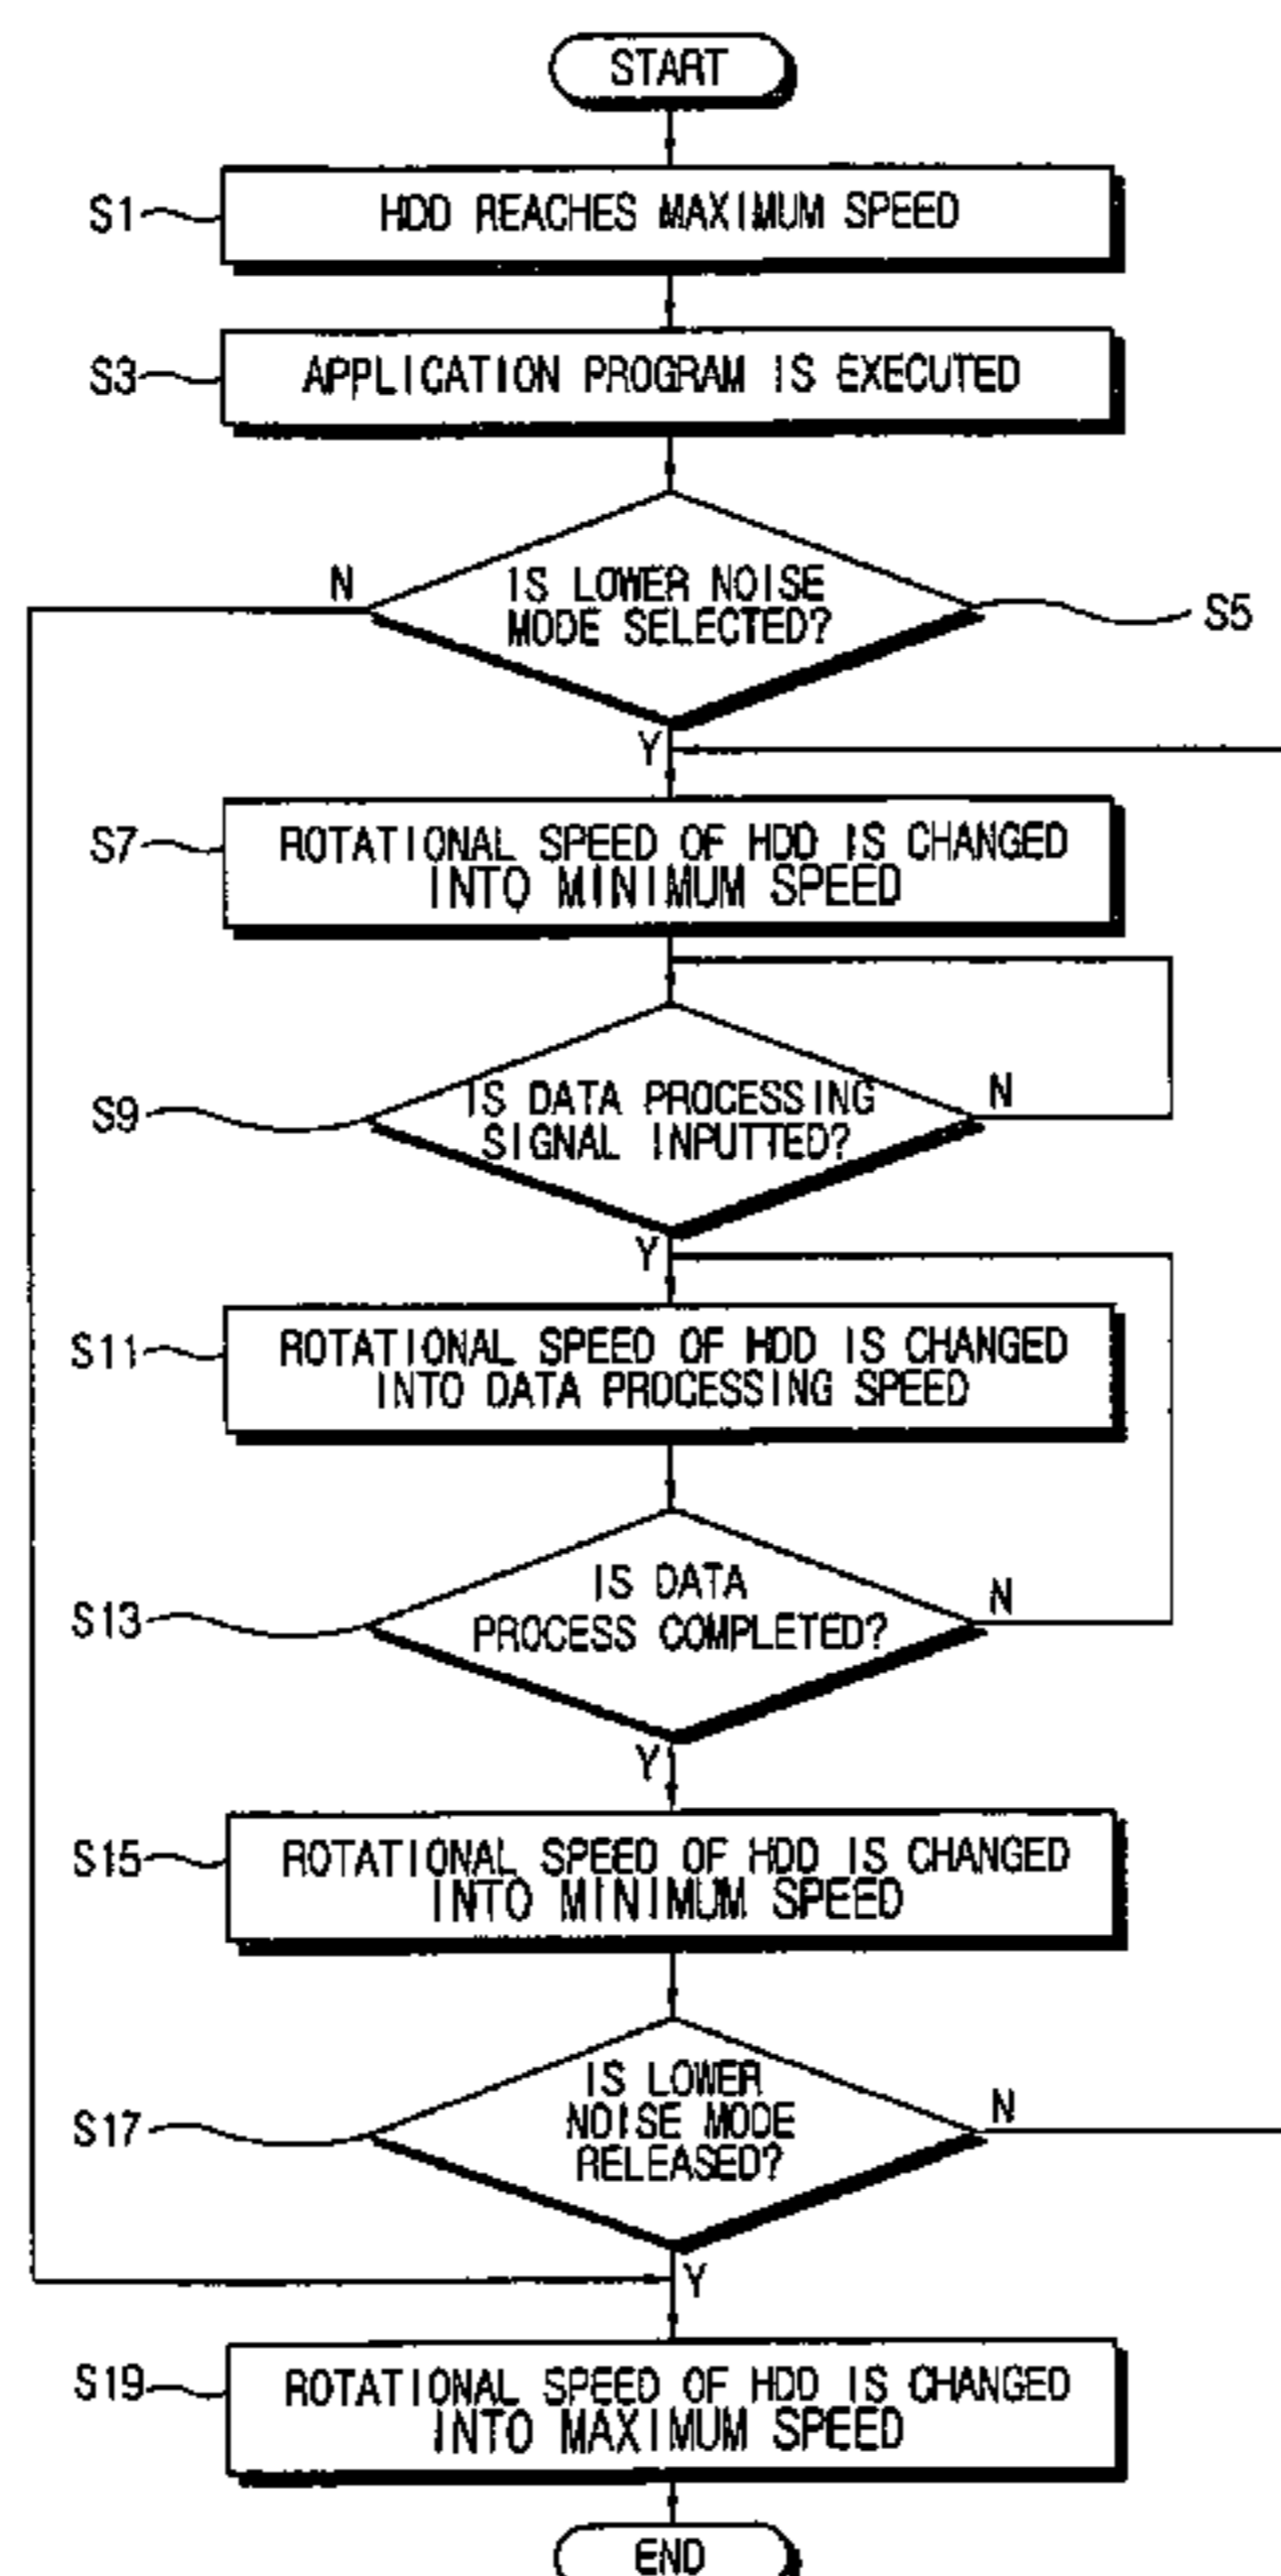 START
S1
HDD REACHES MAXIMUM SPEED
S3
APPLICATION PROGRAM IS EXECUTED
N
IS LOWER NOISE
MODE SELECTED?
S5
Y
S7
ROTATIONAL SPEED OF HDD IS CHANGED
INTO MINIMUM SPEED
S9
IS DATA PROCESSING
SIGNAL INPUTTED?
N
Y
S11
ROTATIONAL SPEED OF HDD IS CHANGED
INTO DATA PROCESSING SPEED
S13
IS DATA
PROCESS COMPLETED?
N
Y
S15
ROTATIONAL SPEED OF HDD IS CHANGED
INTO MINIMUM SPEED
S17
IS LOWER
NOISE MODE
RELEASED?
N
Y
S19
ROTATIONAL SPEED OF HDD IS CHANGED
INTO MAXIMUM SPEED
END